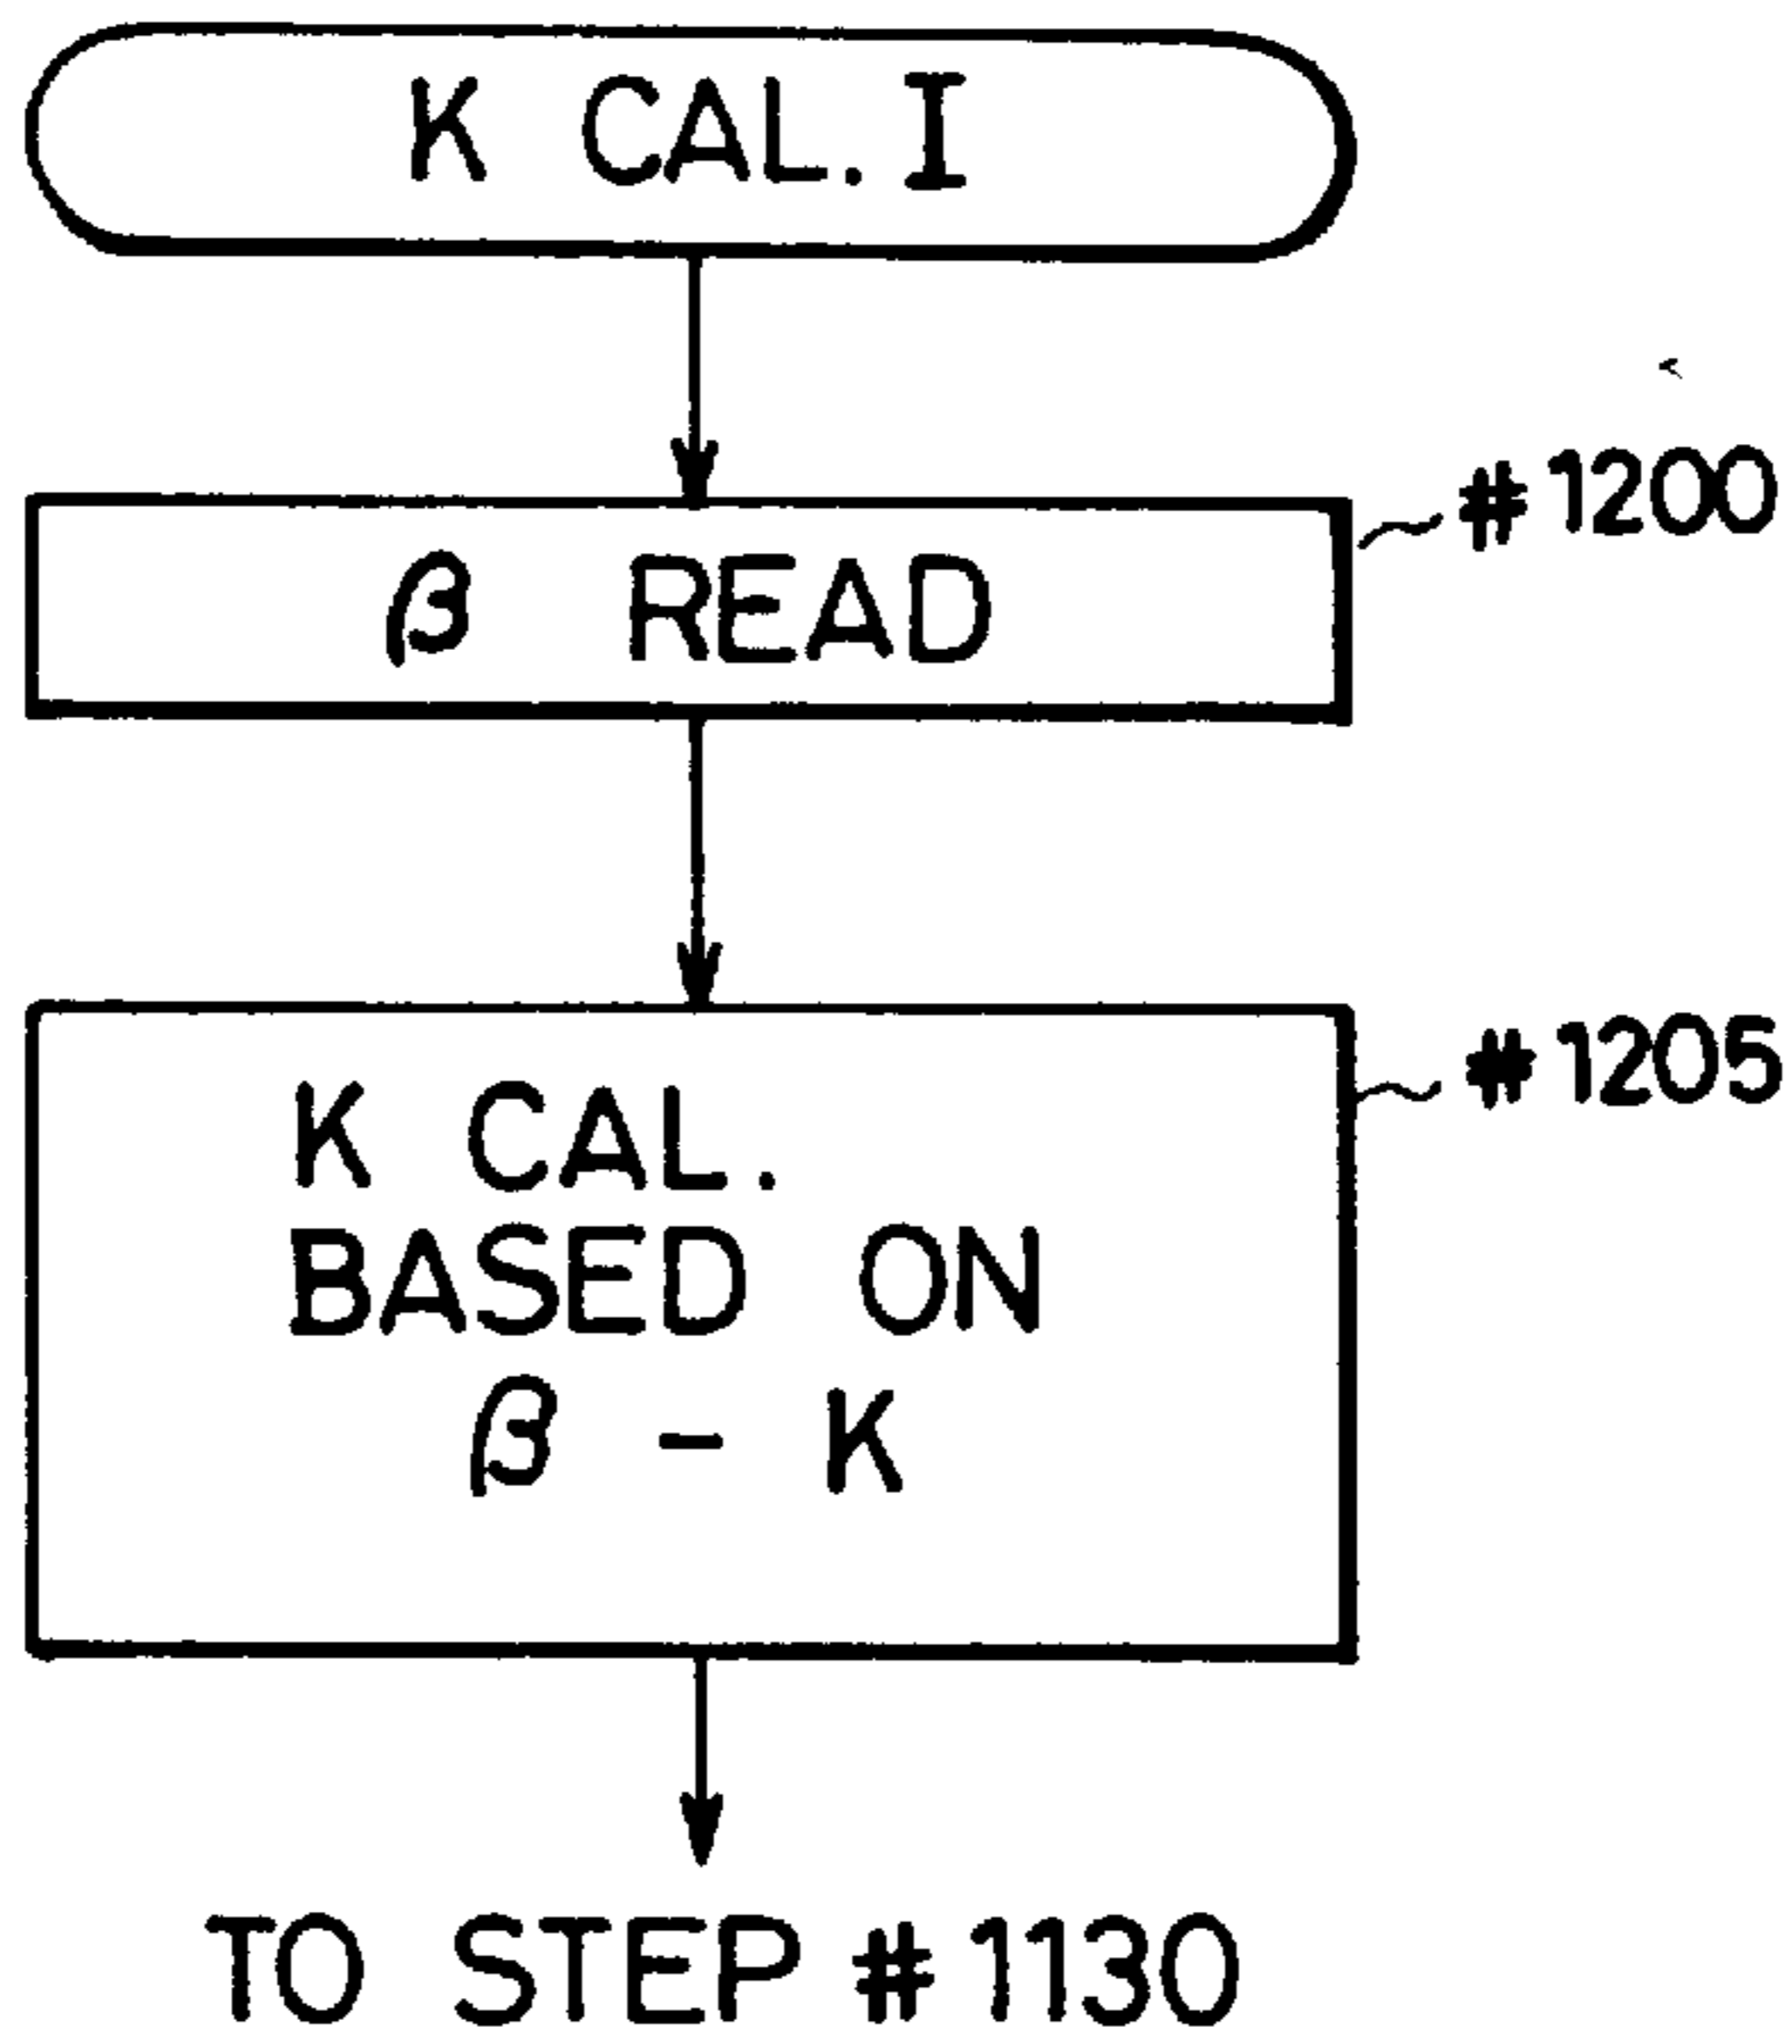 K CAL. I
#1200
β READ
#1205
K CAL.
BASED ON
β - K
TO STEP #1130